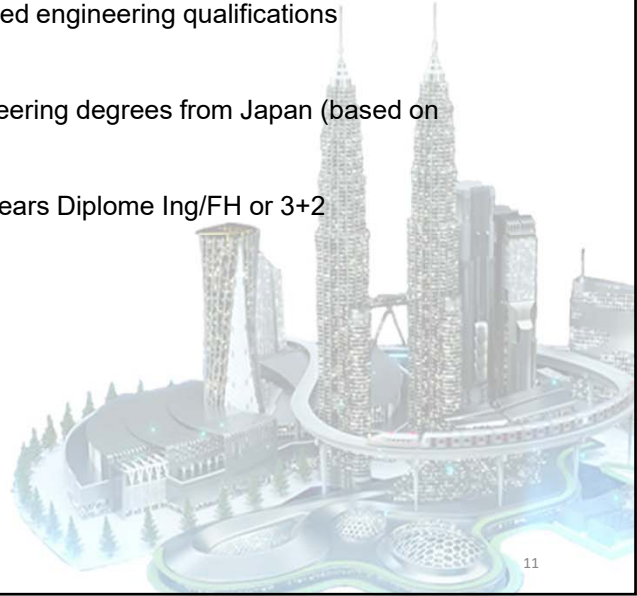 ed engineering qualifications
eering degrees from Japan (based on
ears Diplome Ing/FH or 3+2
11